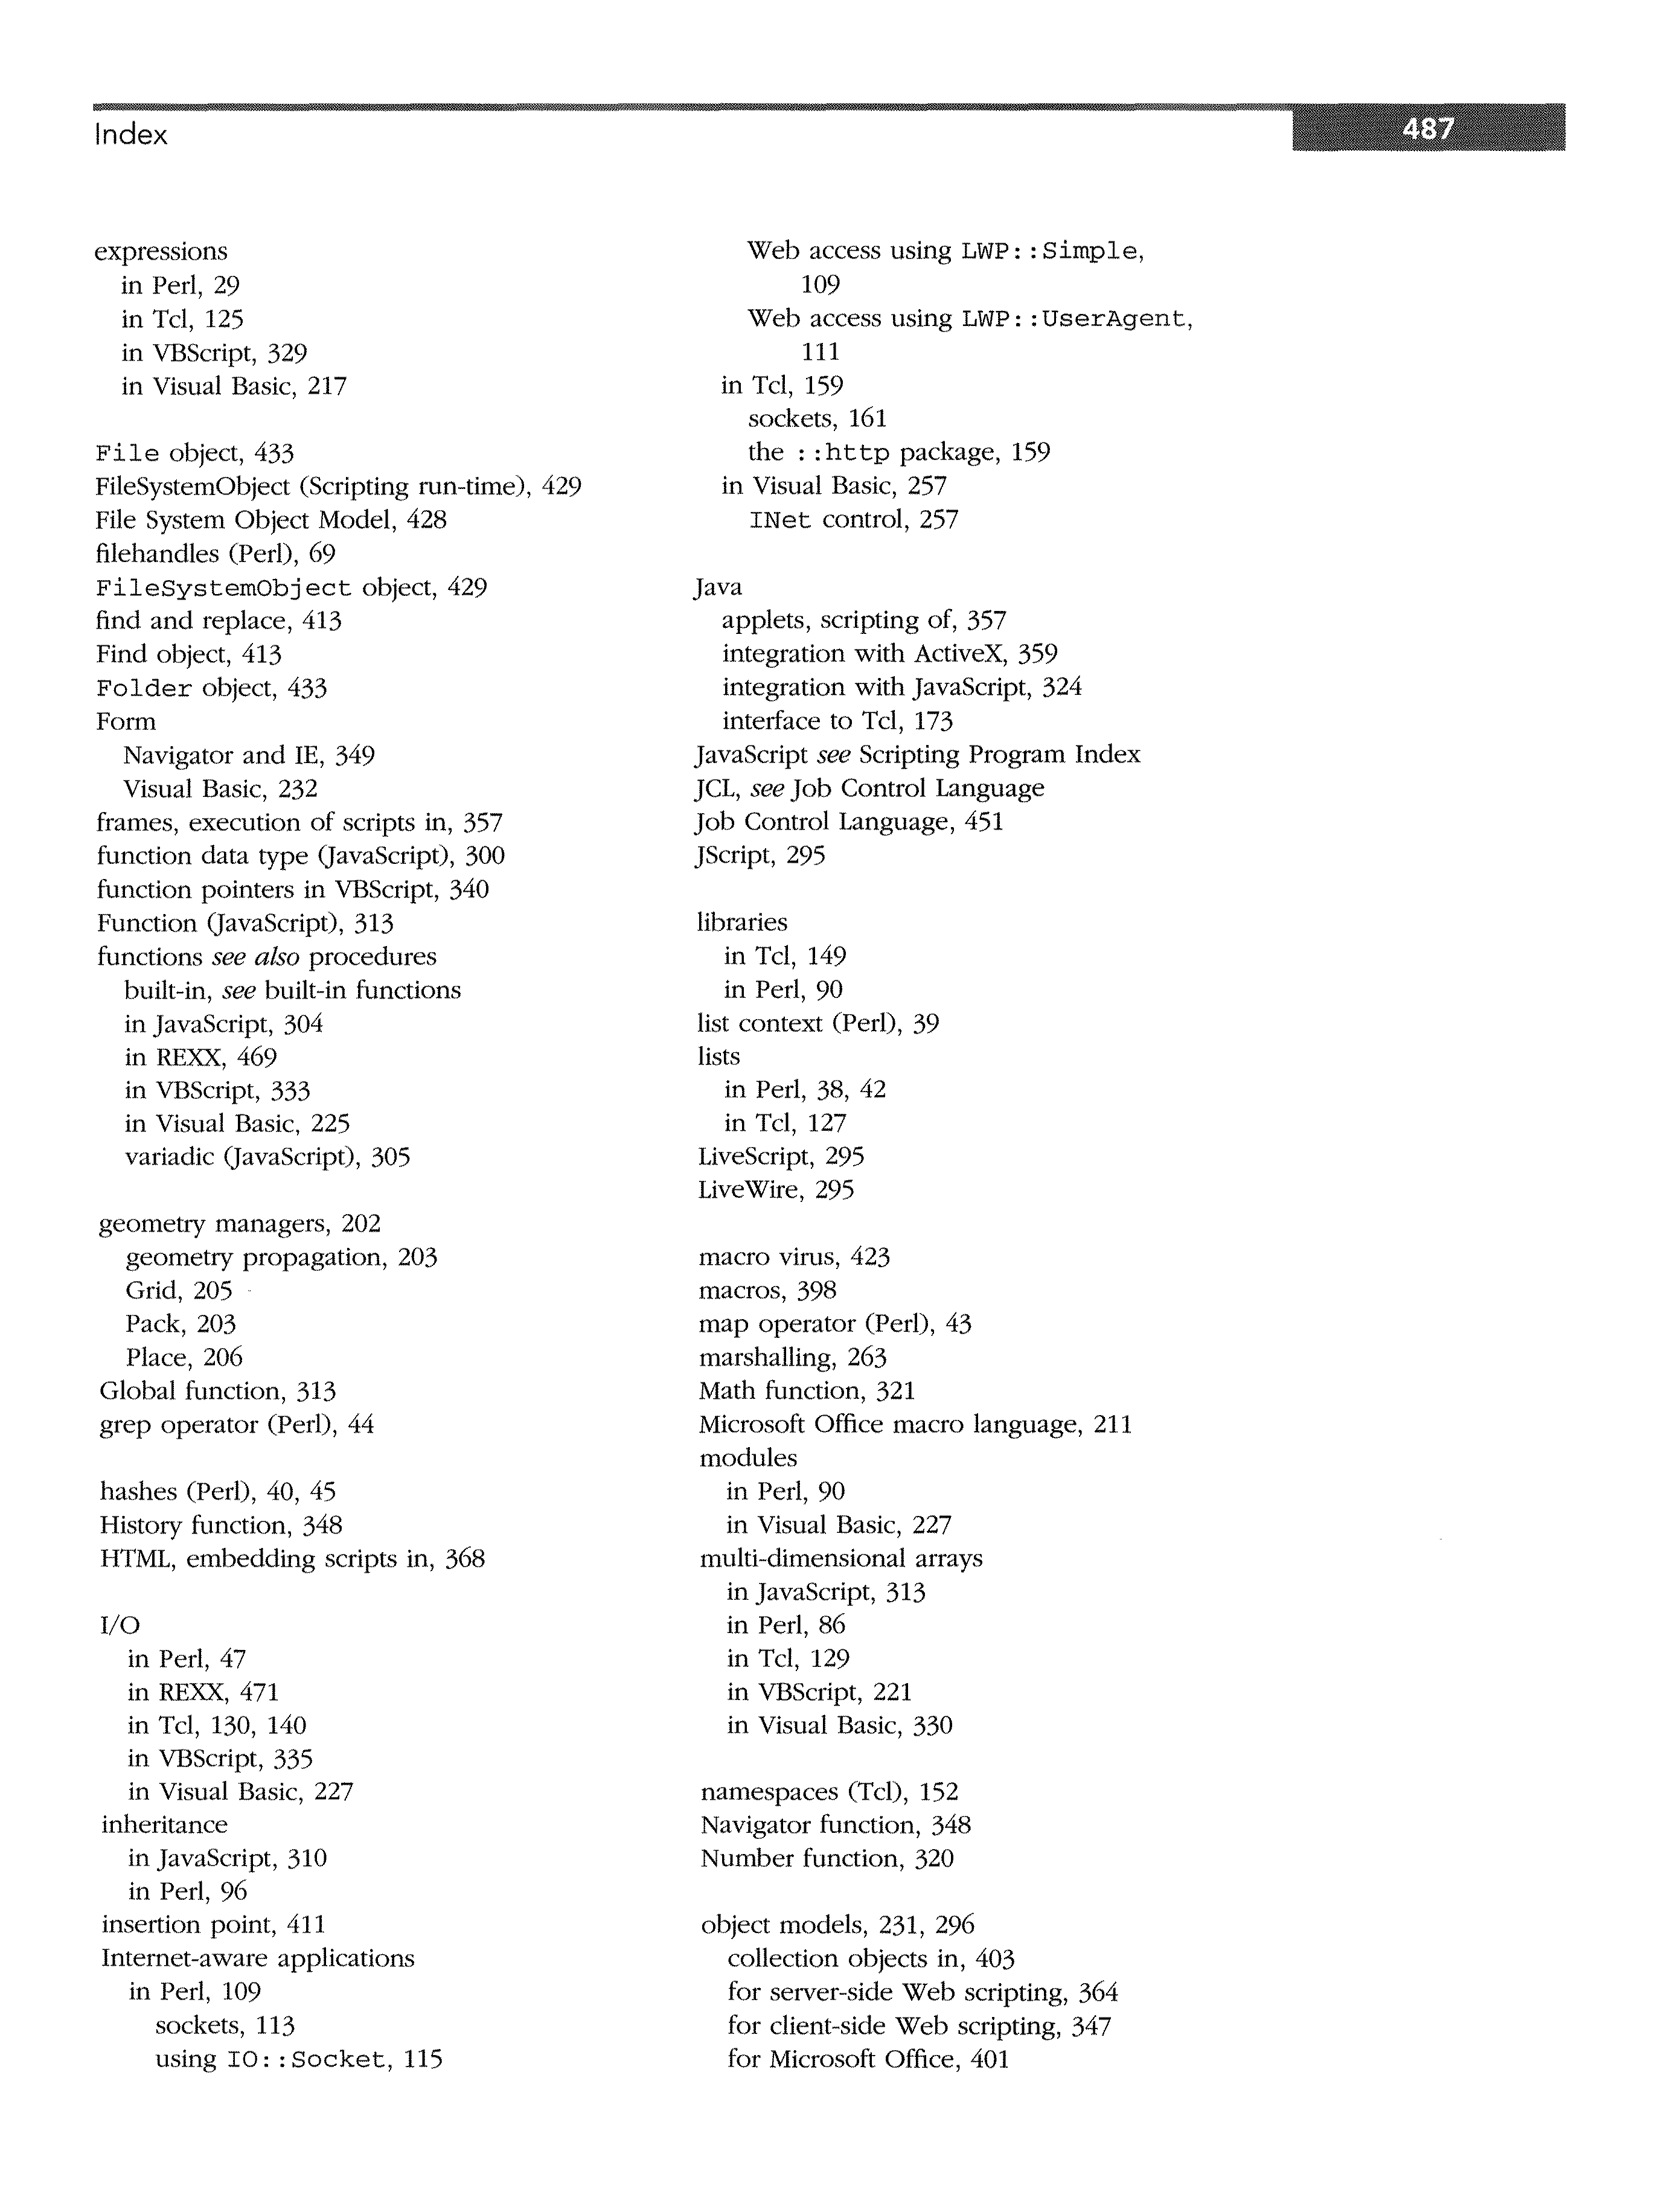 Index
487
expressions
in Perl, 29
in Tcl, 125
in VBScript, 329
in Visual Basic, 217
File object, 433
FileSystemObject (Scripting run-time), 429
File System Object Model, 428
filehandles (Perl), 69
FileSystemObject object, 429
find and replace, 413
Find object, 413
Folder object, 433
Form
Navigator and IE, 349
Visual Basic, 232
frames, execution of scripts in, 357
function data type (JavaScript), 300
function pointers in VBScript, 340
Function (JavaScript), 313
functions see also procedures
built-in, see built-in functions
in JavaScript, 304
in REXX, 469
in VBScript, 333
in Visual Basic, 225
variadic (JavaScript), 305
geometry managers, 202
geometry propagation, 203
Grid, 205
Pack, 203
Place, 206
Global function, 313
grep operator (Perl), 44
hashes (Perl), 40, 45
History function, 348
HTML, embedding scripts in, 368
I/O
in Perl, 47
in REXX, 471
in Tcl, 130, 140
in VBScript, 335
in Visual Basic, 227
inheritance
in JavaScript, 310
in Perl, 96
insertion point, 411
Internet-aware applications
in Perl, 109
sockets, 113
using IO::Socket, 115
Web access using LWP::Simple,
109
Web access using LWP::UserAgent,
111
in Tcl, 159
sockets, 161
the ::http package, 159
in Visual Basic, 257
INet control, 257
Java
applets, scripting of, 357
integration with ActiveX, 359
integration with JavaScript, 324
interface to Tcl, 173
JavaScript see Scripting Program Index
JCL, see Job Control Language
Job Control Language, 451
JScript, 295
libraries
in Tcl, 149
in Perl, 90
list context (Perl), 39
lists
in Perl, 38, 42
in Tcl, 127
LiveScript, 295
LiveWire, 295
macro virus, 423
macros, 398
map operator (Perl), 43
marshalling, 263
Math function, 321
Microsoft Office macro language, 211
modules
in Perl, 90
in Visual Basic, 227
multi-dimensional arrays
in JavaScript, 313
in Perl, 86
in Tcl, 129
in VBScript, 221
in Visual Basic, 330
namespaces (Tcl), 152
Navigator function, 348
Number function, 320
object models, 231, 296
collection objects in, 403
for server-side Web scripting, 364
for client-side Web scripting, 347
for Microsoft Office, 401